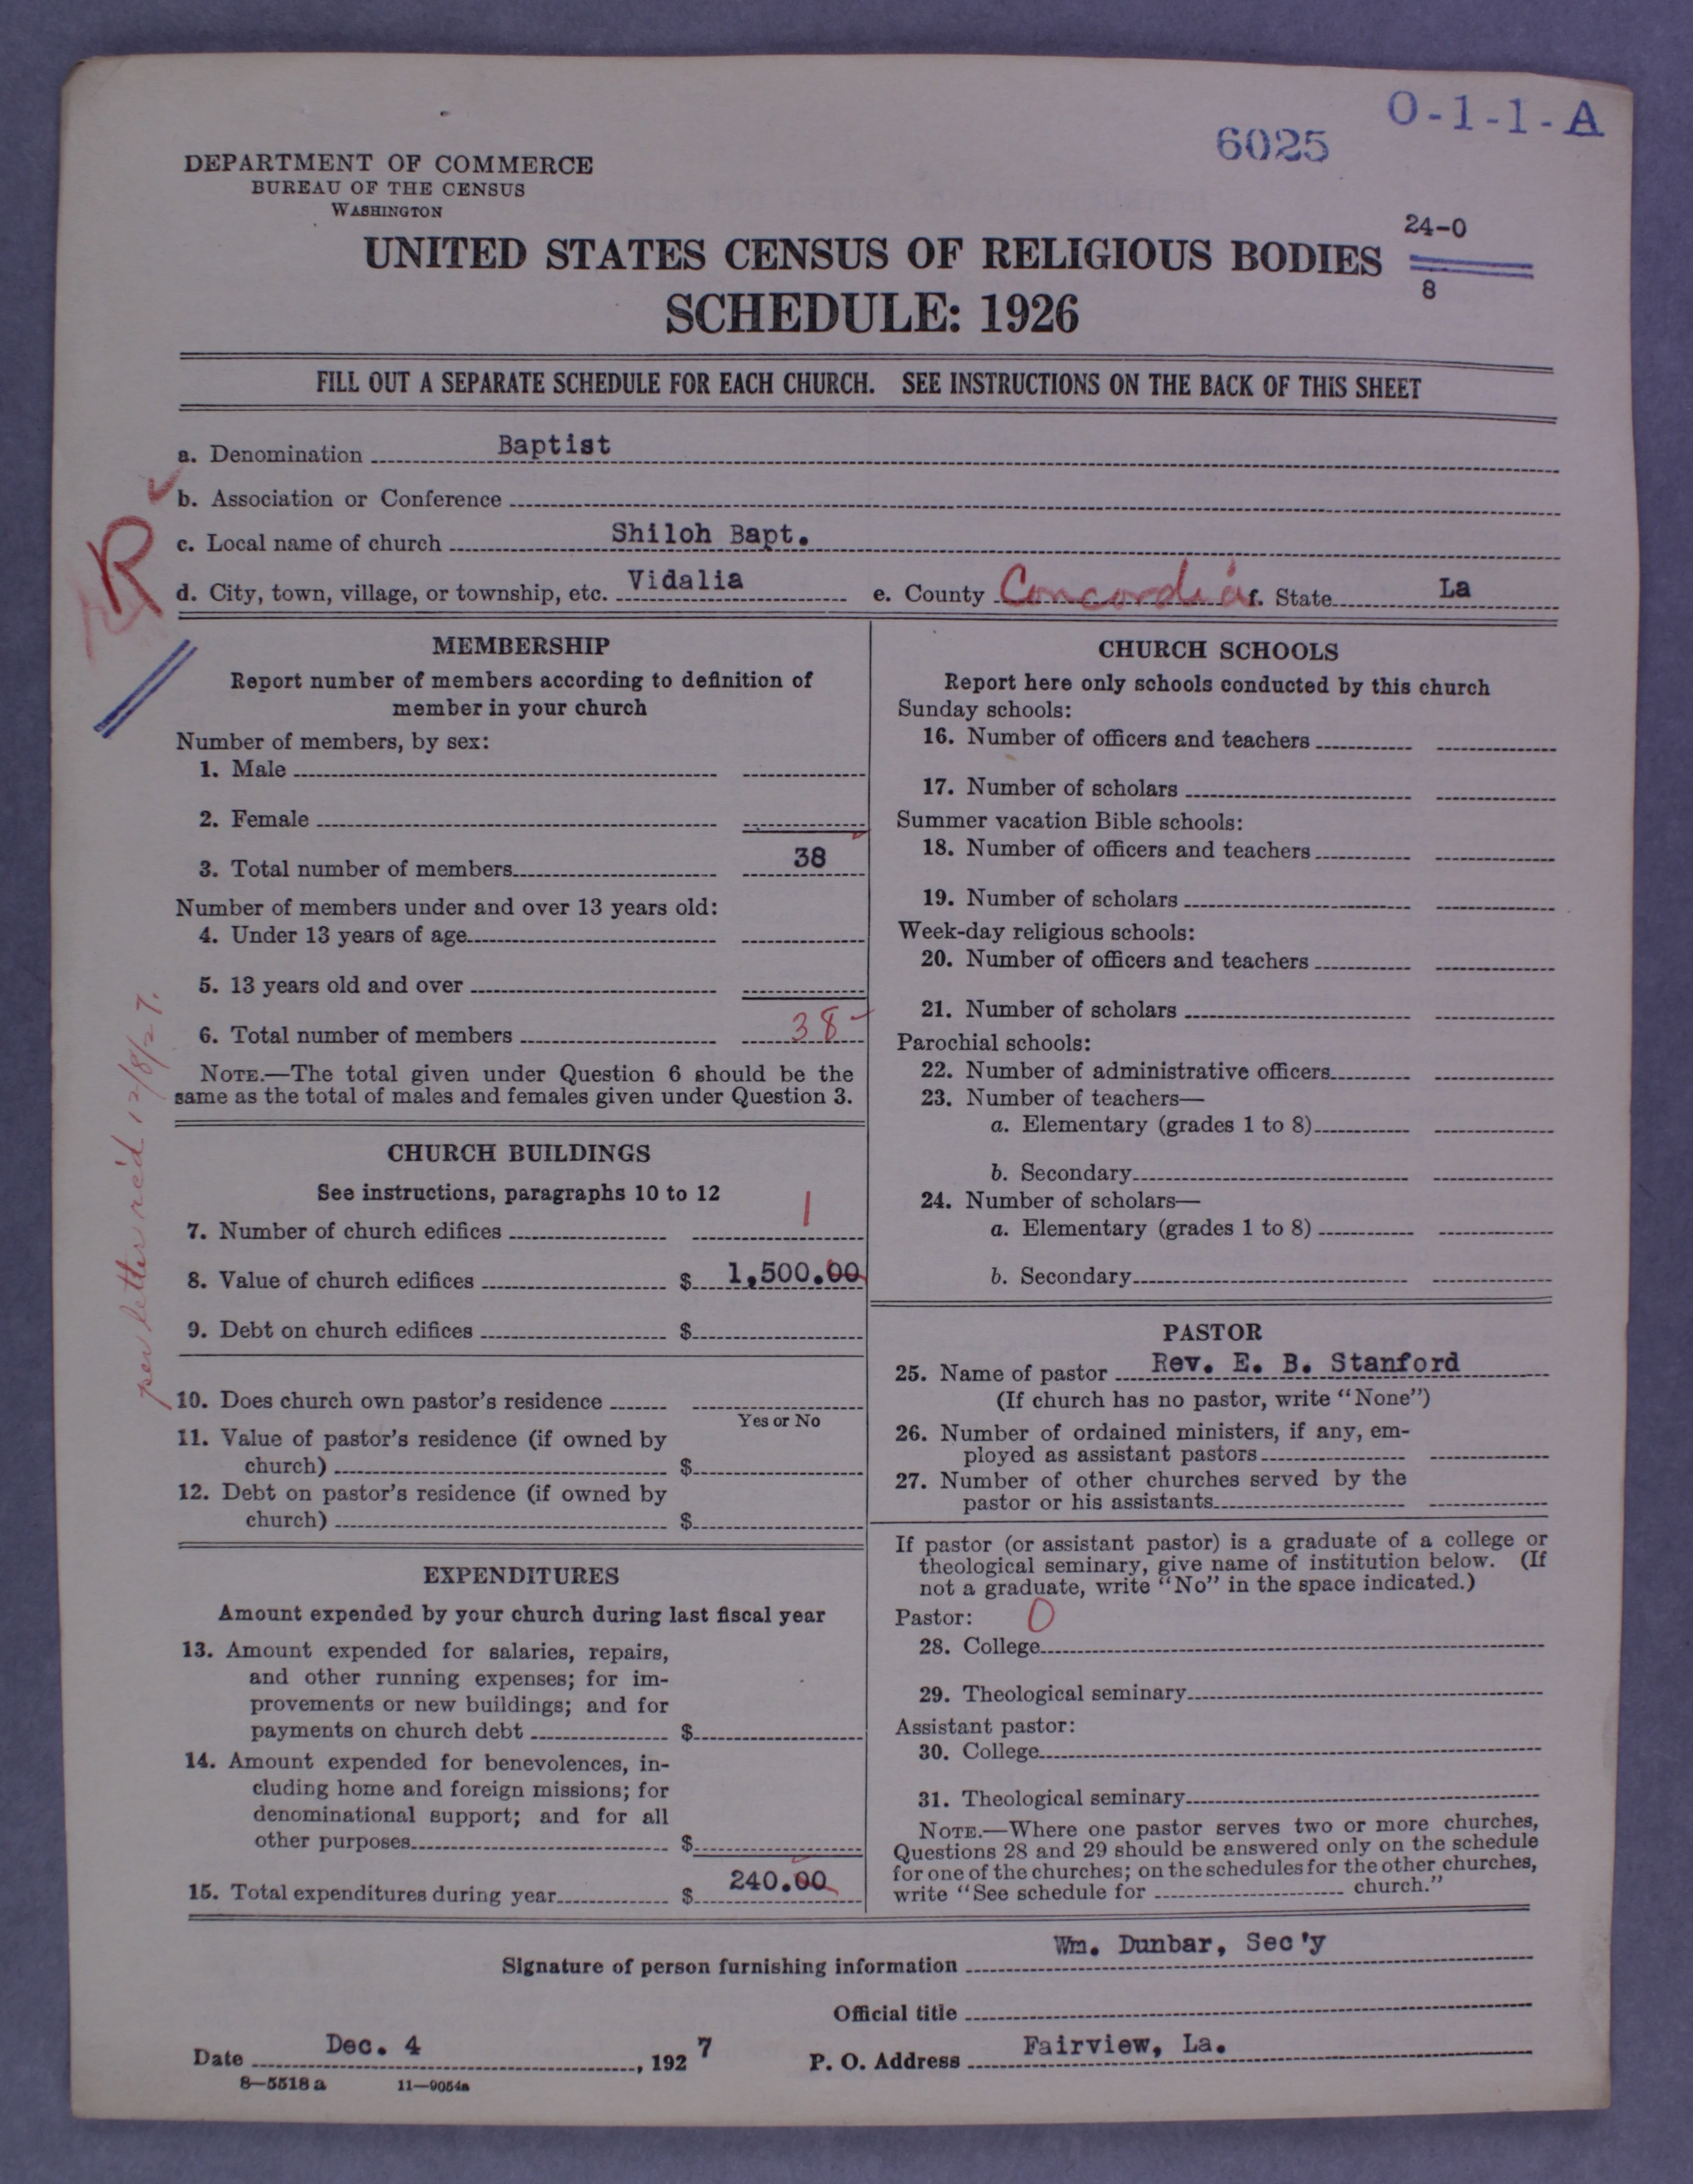 O-1-1-A
6025
DEPARTMENT OF COMMERCE
BUREAU OF THE CENSUS
WASHINGTON
24-0
8
UNITED STATES CENSUS OF RELIGIOUS BODIES
SCHEDULE: 1926
FILL OUT A SEPARATE SCHEDULE FOR EACH CHURCH. SEE INSTRUCTIONS ON THE BACK OF THIS SHEET
a. Denomination Baptist
b. Association or Conference
R
c. Local name of church Shiloh Bapt.
d. City, town, village, or township, etc. Vidalia e. County Concordia f. State La
MEMBERSHIP
Report number of members according to definition of
member in your church
Number of members, by sex:
1. Male
2. Female
3. Total number of members 38
Number of members under and over 13 years old:
4. Under 13 years of age
5. 13 years old and over
6. Total number of members 38
NOTE.—The total given under Question 6 should be the
same as the total of males and females given under Question 3.
per letter rec'd 12/8/27.
CHURCH BUILDINGS
See instructions, paragraphs 10 to 12
7. Number of church edifices 1
8. Value of church edifices $ 1,500.00
9. Debt on church edifices $
10. Does church own pastor's residence
Yes or No
11. Value of pastor's residence (if owned by
church) $
12. Debt on pastor's residence (if owned by
church) $
EXPENDITURES
Amount expended by your church during last fiscal year
13. Amount expended for salaries, repairs,
and other running expenses; for im-
provements or new buildings; and for
payments on church debt $
14. Amount expended for benevolences, in-
cluding home and foreign missions; for
denominational support; and for all
other purposes $
15. Total expenditures during year $ 240.00
CHURCH SCHOOLS
Report here only schools conducted by this church
Sunday schools:
16. Number of officers and teachers
17. Number of scholars
Summer vacation Bible schools:
18. Number of officers and teachers
19. Number of scholars
Week-day religious schools:
20. Number of officers and teachers
21. Number of scholars
Parochial schools:
22. Number of administrative officers
23. Number of teachers—
a. Elementary (grades 1 to 8)
b. Secondary
24. Number of scholars—
a. Elementary (grades 1 to 8)
b. Secondary
PASTOR
25. Name of pastor Rev. E. B. Stanford
(If church has no pastor, write "None")
26. Number of ordained ministers, if any, em-
ployed as assistant pastors
27. Number of other churches served by the
pastor or his assistants
If pastor (or assistant pastor) is a graduate of a college or
theological seminary, give name of institution below. (If
not a graduate, write "No" in the space indicated.)
Pastor: 0
28. College
29. Theological seminary
Assistant pastor:
30. College
31. Theological seminary
NOTE.—Where one pastor serves two or more churches,
Questions 28 and 29 should be answered only on the schedule
for one of the churches; on the schedules for the other churches,
write "See schedule for church."
Signature of person furnishing information Wm. Dunbar, Sec'y
Official title
Date Dec. 4, 1927 P. O. Address Fairview, La.
8—5518 a 11—9054a